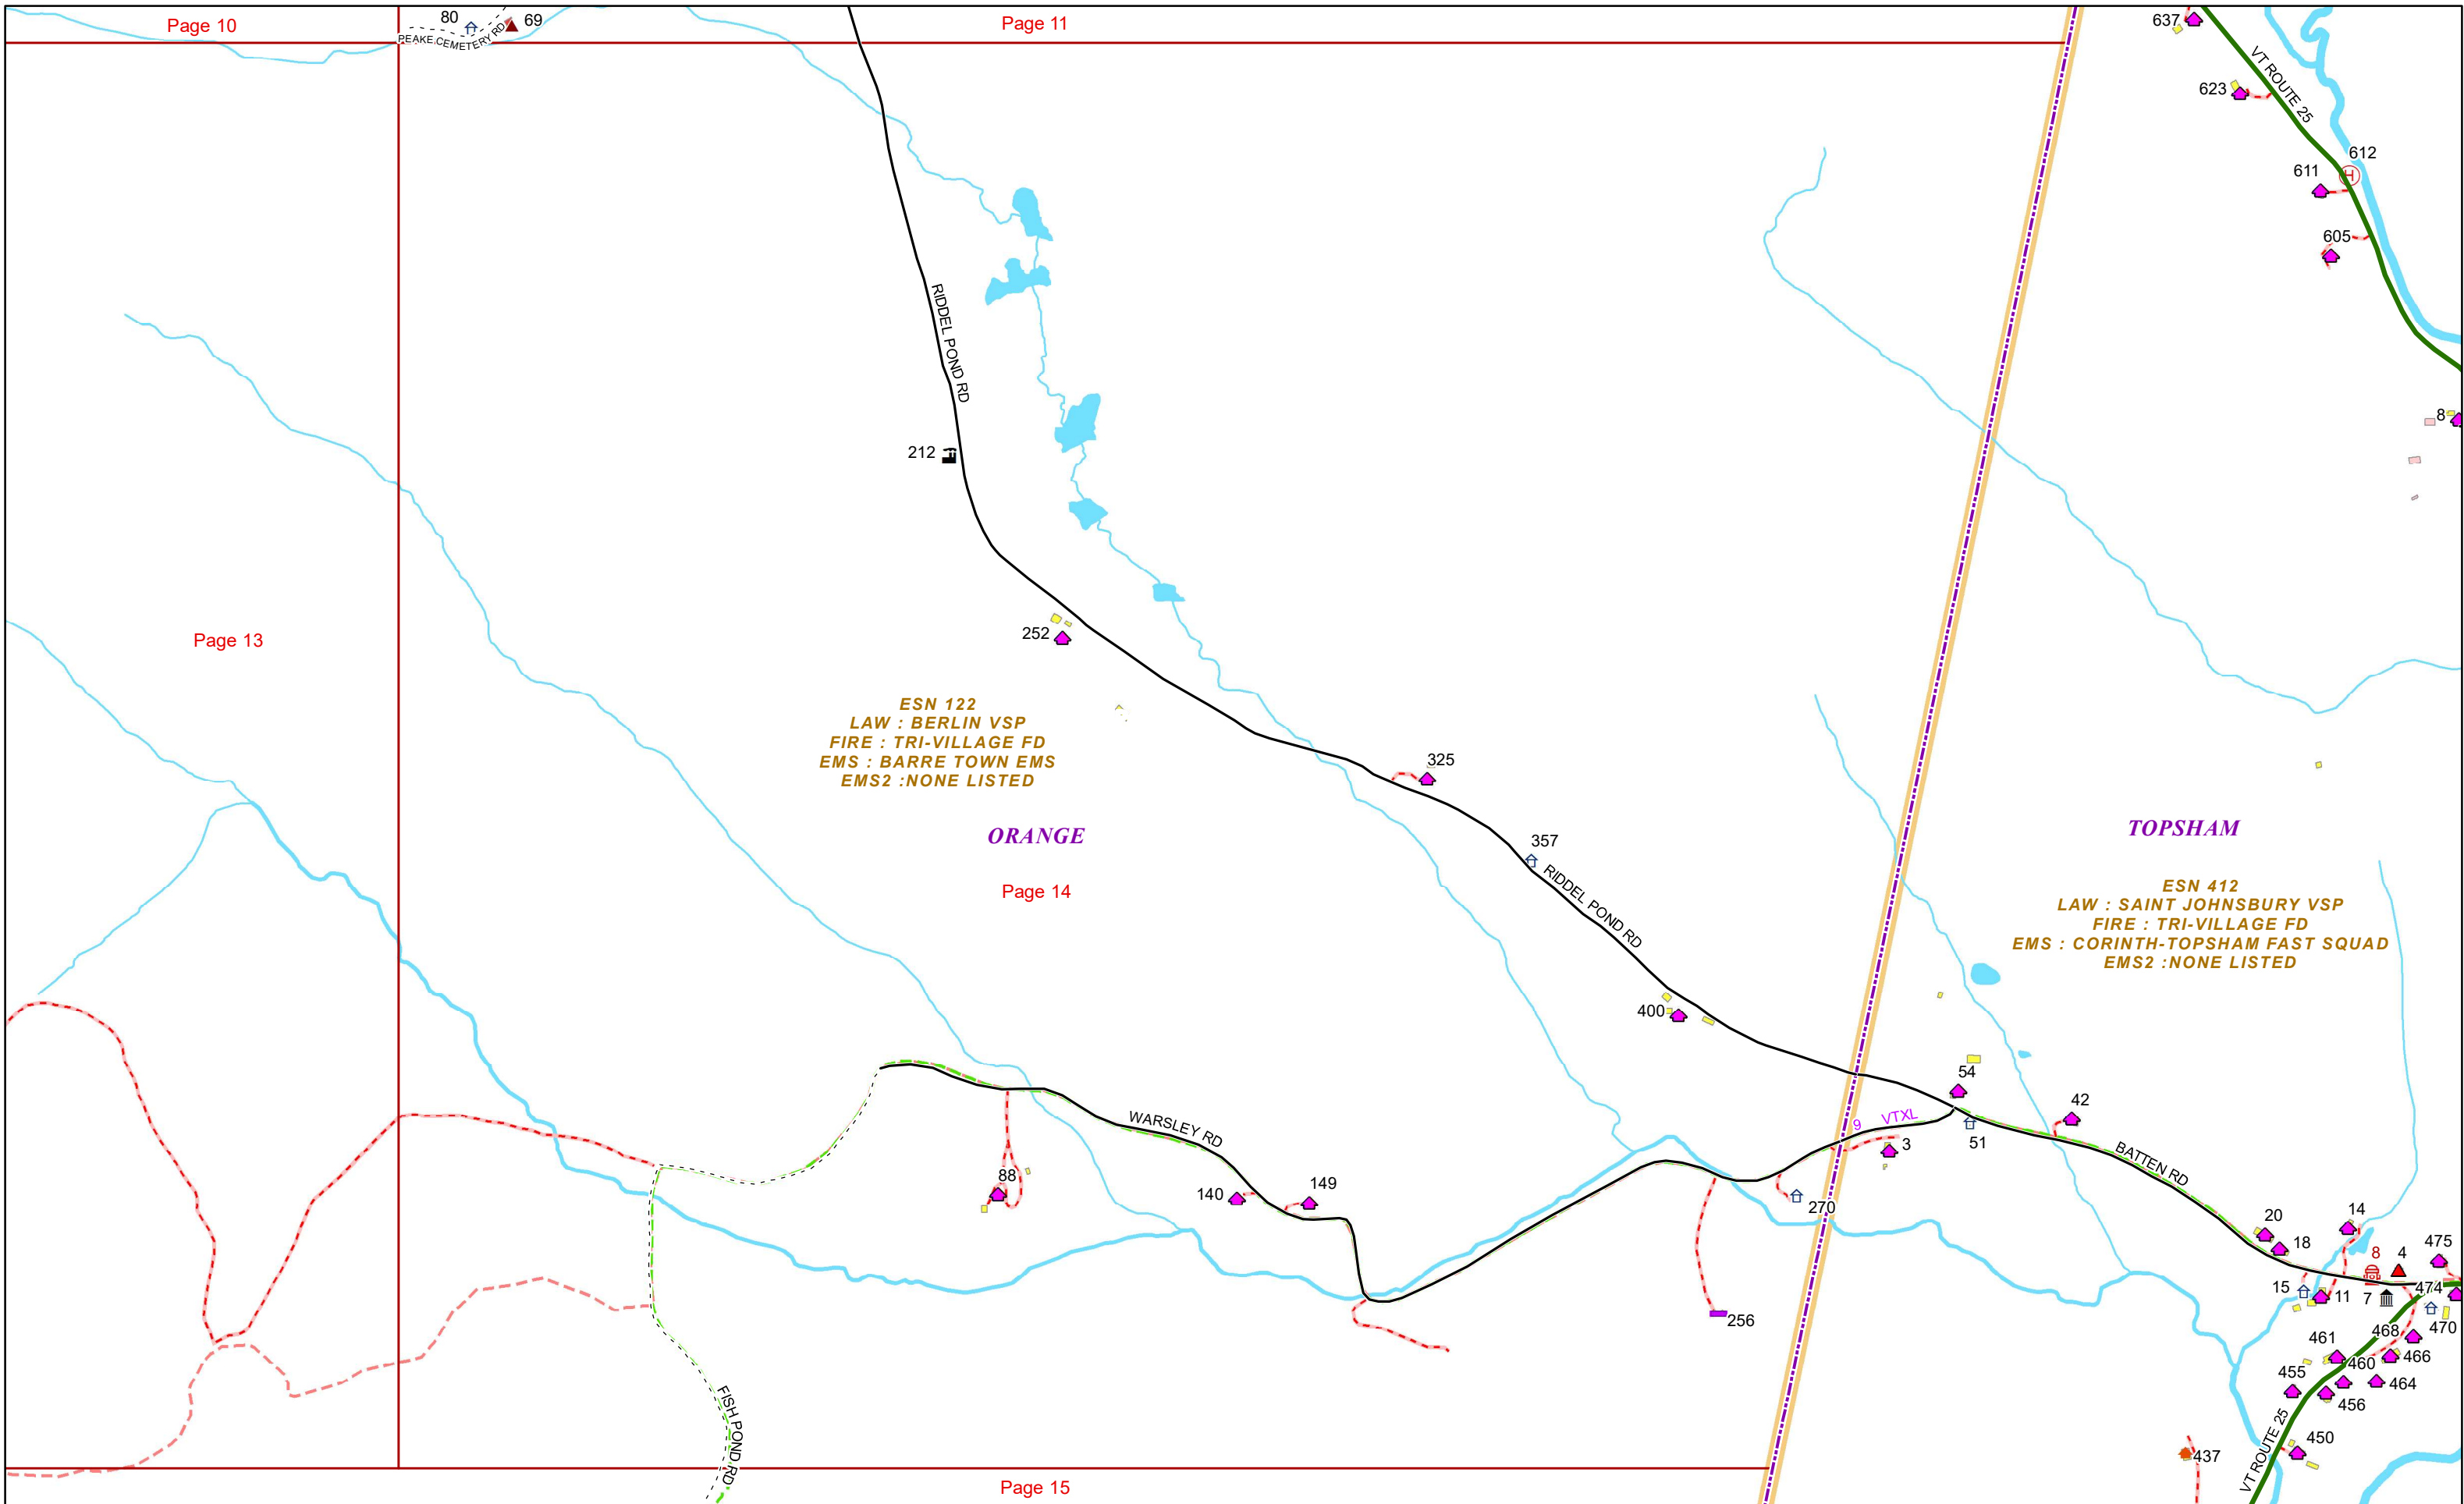 Page 10
80
69
PEAKE CEMETERY RD
Page 11
637
VT ROUTE 25
623
612
611
605
RIDDEL POND RD
8
212
252
Page 13
ESN 122
LAW : BERLIN VSP
FIRE : TRI-VILLAGE FD
EMS : BARRE TOWN EMS
EMS2 :NONE LISTED
325
ORANGE
TOPSHAM
357
RIDDEL POND RD
Page 14
ESN 412
LAW : SAINT JOHNSBURY VSP
FIRE : TRI-VILLAGE FD
EMS : CORINTH-TOPSHAM FAST SQUAD
EMS2 :NONE LISTED
400
54
42
WARSLEY RD
9 VTXL
51
3
BATTEN RD
88
140
149
270
14
20
18
8
4
475
15
11
7
474
256
468
470
461
460
466
455
464
456
FISH POND RD
VT ROUTE 25
450
437
H
Page 15